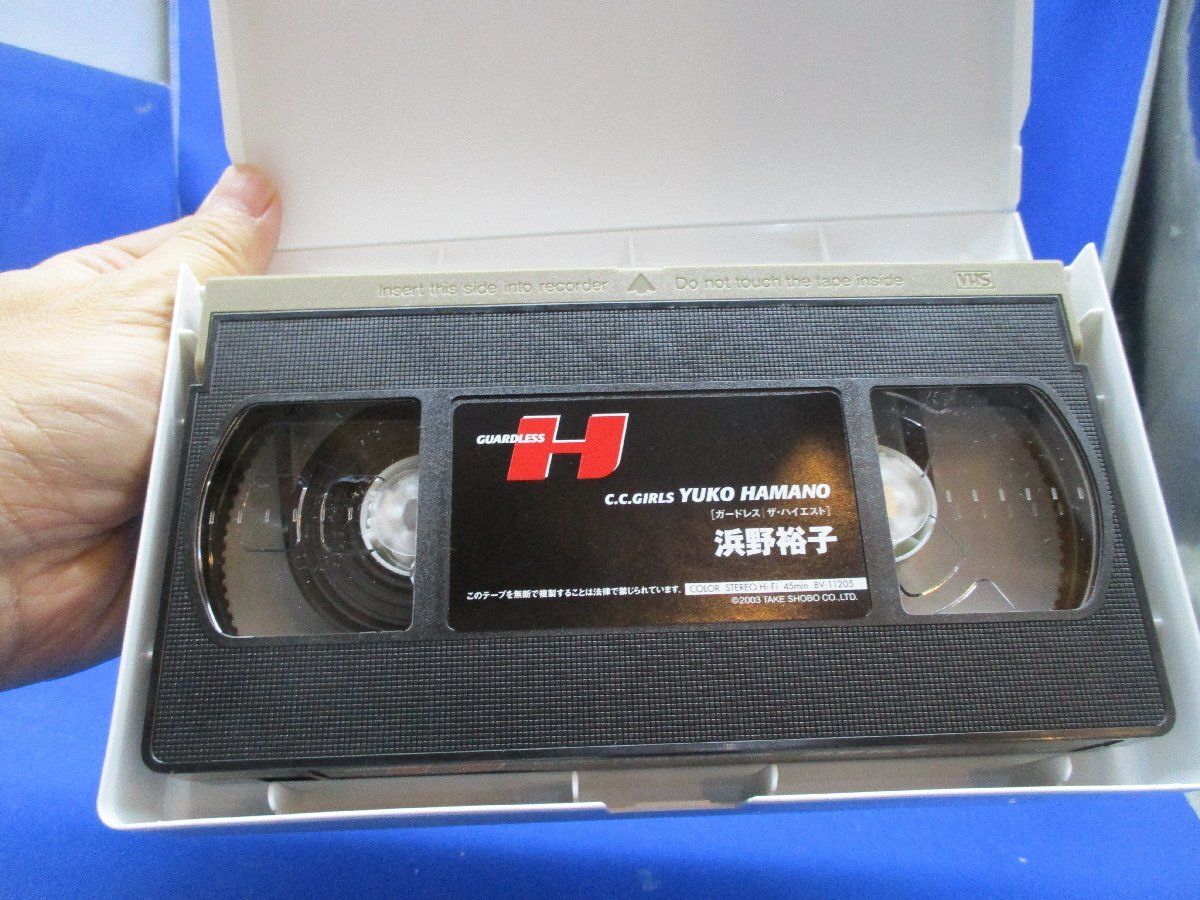 Insert this side into recorder Do not touch the tape inside VHS
GUARDLESS H
C.C.GIRLS YUKO HAMANO
[ガードレス|ザ・ハイエスト]
浜野裕子
このテープを無断で複製することは法律で禁じられています。 COLOR STEREO Hi-Fi 45min BV-11205
©2003 TAKE SHOBO CO.,LTD.